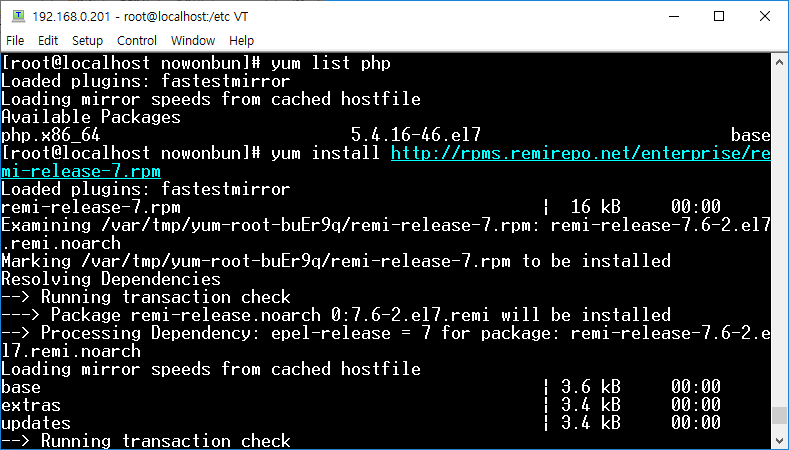 192.168.0.201 - root@localhost:/etc VT
File Edit Setup Control Window Help
[root@localhost nowonbun]# yum list php
Loaded plugins: fastestmirror
Loading mirror speeds from cached hostfile
Available Packages
php.x86_64 5.4.16-46.el7 base
[root@localhost nowonbun]# yum install http://rpms.remirepo.net/enterprise/re
mi-release-7.rpm
Loaded plugins: fastestmirror
remi-release-7.rpm | 16 kB 00:00
Examining /var/tmp/yum-root-buEr9q/remi-release-7.rpm: remi-release-7.6-2.el7
.remi.noarch
Marking /var/tmp/yum-root-buEr9q/remi-release-7.rpm to be installed
Resolving Dependencies
--> Running transaction check
---> Package remi-release.noarch 0:7.6-2.el7.remi will be installed
--> Processing Dependency: epel-release = 7 for package: remi-release-7.6-2.e
l7.remi.noarch
Loading mirror speeds from cached hostfile
base | 3.6 kB 00:00
extras | 3.4 kB 00:00
updates | 3.4 kB 00:00
--> Running transaction check